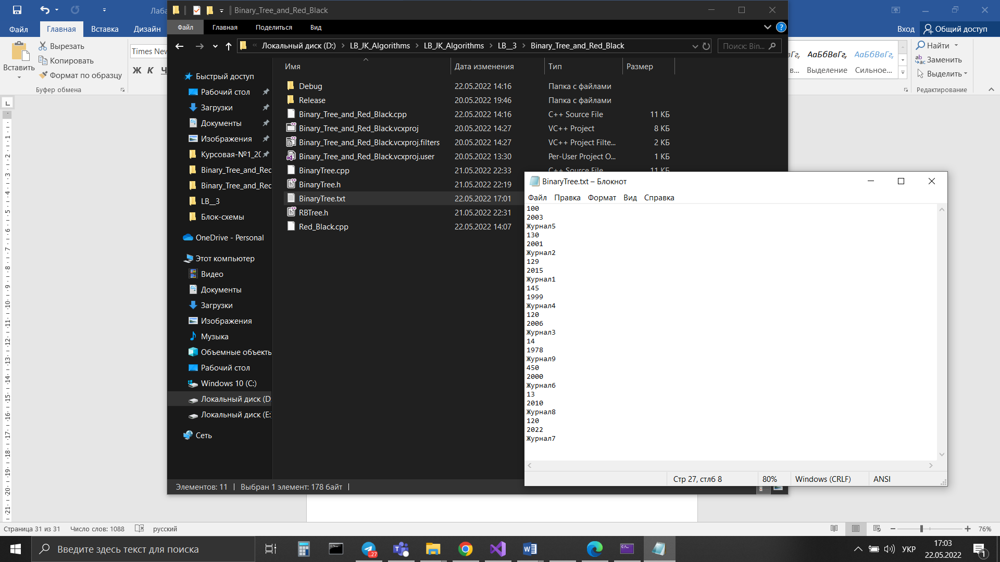 Лаба
Файл Главная Вставка Дизайн
Вход Общий доступ
Вставить
Вырезать
Копировать
Формат по образцу
Буфер обмена
Times New
Ж К Ч
АаБбВвГг, АаБбВвГг,
Выделение Сильное...
Найти
Заменить
Выделить
Редактирование
Binary_Tree_and_Red_Black
Файл Главная Поделиться Вид
Локальный диск (D:) LB_JK_Algorithms LB_JK_Algorithms LB__3 Binary_Tree_and_Red_Black
Поиск: Bin...
Имя Дата изменения Тип Размер
Быстрый доступ
Рабочий стол
Загрузки
Документы
Изображения
Курсовая-№1_20
Binary_Tree_and_Rec
Binary_Tree_and_Rec
LB__3
Блок-схемы
OneDrive - Personal
Этот компьютер
Видео
Документы
Загрузки
Изображения
Музыка
Объемные объекты
Рабочий стол
Windows 10 (C:)
Локальный диск (D
Локальный диск (E:
Сеть
Debug 22.05.2022 14:16 Папка с файлами
Release 20.05.2022 19:46 Папка с файлами
Binary_Tree_and_Red_Black.cpp 22.05.2022 14:16 C++ Source File 11 КБ
Binary_Tree_and_Red_Black.vcxproj 20.05.2022 14:27 VC++ Project 8 КБ
Binary_Tree_and_Red_Black.vcxproj.filters 20.05.2022 14:27 VC++ Project Filte... 2 КБ
Binary_Tree_and_Red_Black.vcxproj.user 20.05.2022 13:30 Per-User Project O... 1 КБ
BinaryTree.cpp 21.05.2022 22:33 C++ Source File 11 КБ
BinaryTree.h 21.05.2022 22:19
BinaryTree.txt 22.05.2022 17:01
RBTree.h 21.05.2022 22:31
Red_Black.cpp 22.05.2022 14:07
Элементов: 11 Выбран 1 элемент: 178 байт
BinaryTree.txt – Блокнот
Файл Правка Формат Вид Справка
100
2003
Журнал5
130
2001
Журнал2
129
2015
Журнал1
145
1999
Журнал4
120
2006
Журнал3
14
1978
Журнал9
450
2000
Журнал6
13
2010
Журнал8
120
2022
Журнал7
Стр 27, стлб 8 80% Windows (CRLF) ANSI
Страница 31 из 31 Число слов: 1088 русский
76%
Введите здесь текст для поиска
..27
УКР
17:03
22.05.2022
1